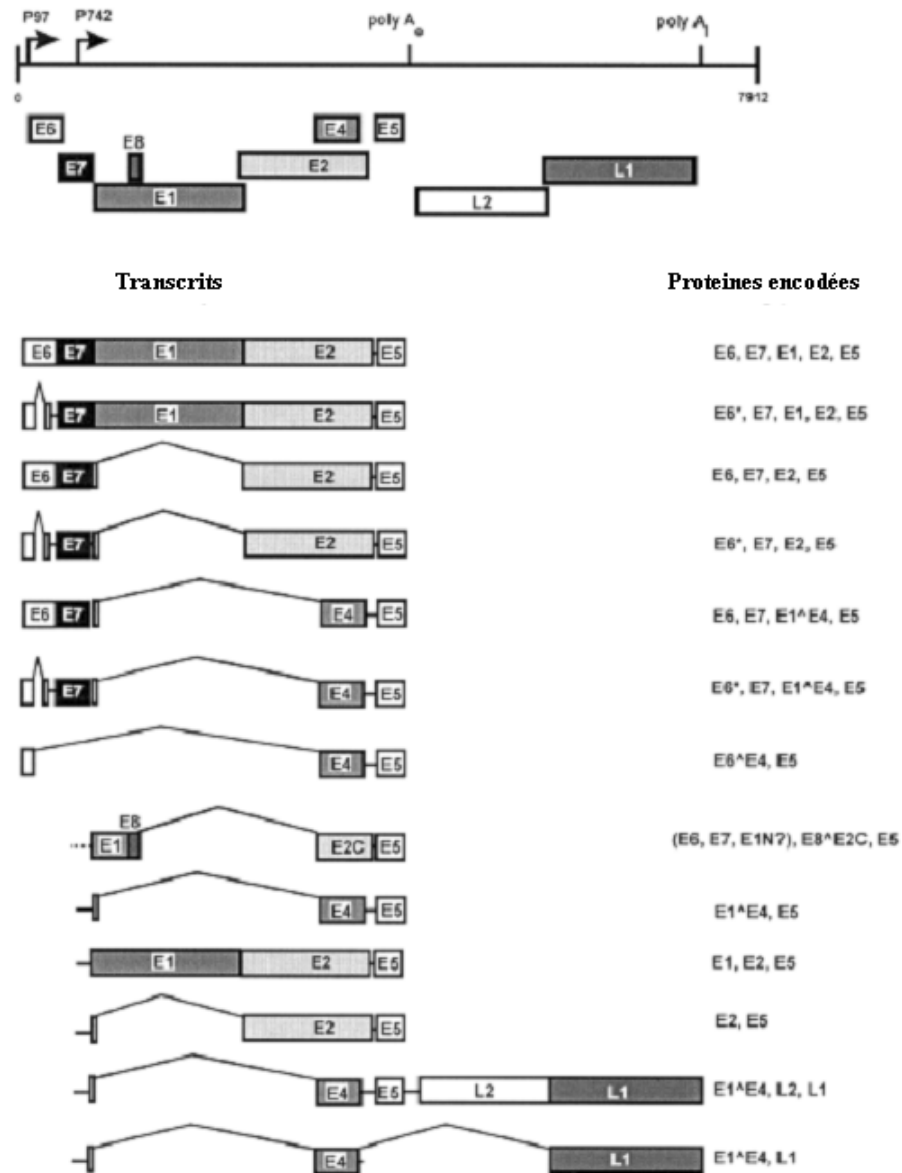 P97 P742 poly Ae poly Al
0 7912
E6 E4 E5
E8
E7 E2 L1
E1 L2
Transcrits Proteines encodées
E6 E7 E1 E2 E5 E6, E7, E1, E2, E5
E7 E1 E2 E5 E6*, E7, E1, E2, E5
E6 E7 E2 E5 E6, E7, E2, E5
E7 E2 E5 E6*, E7, E2, E5
E6 E7 E4 E5 E6, E7, E1^E4, E5
E7 E4 E5 E6*, E7, E1^E4, E5
E4 E5 E6^E4, E5
E8
E1 E2C E5 (E6, E7, E1N?), E8^E2C, E5
E4 E5 E1^E4, E5
E1 E2 E5 E1, E2, E5
E2 E5 E2, E5
E4 E5 L2 L1 E1^E4, L2, L1
E4 L1 E1^E4, L1